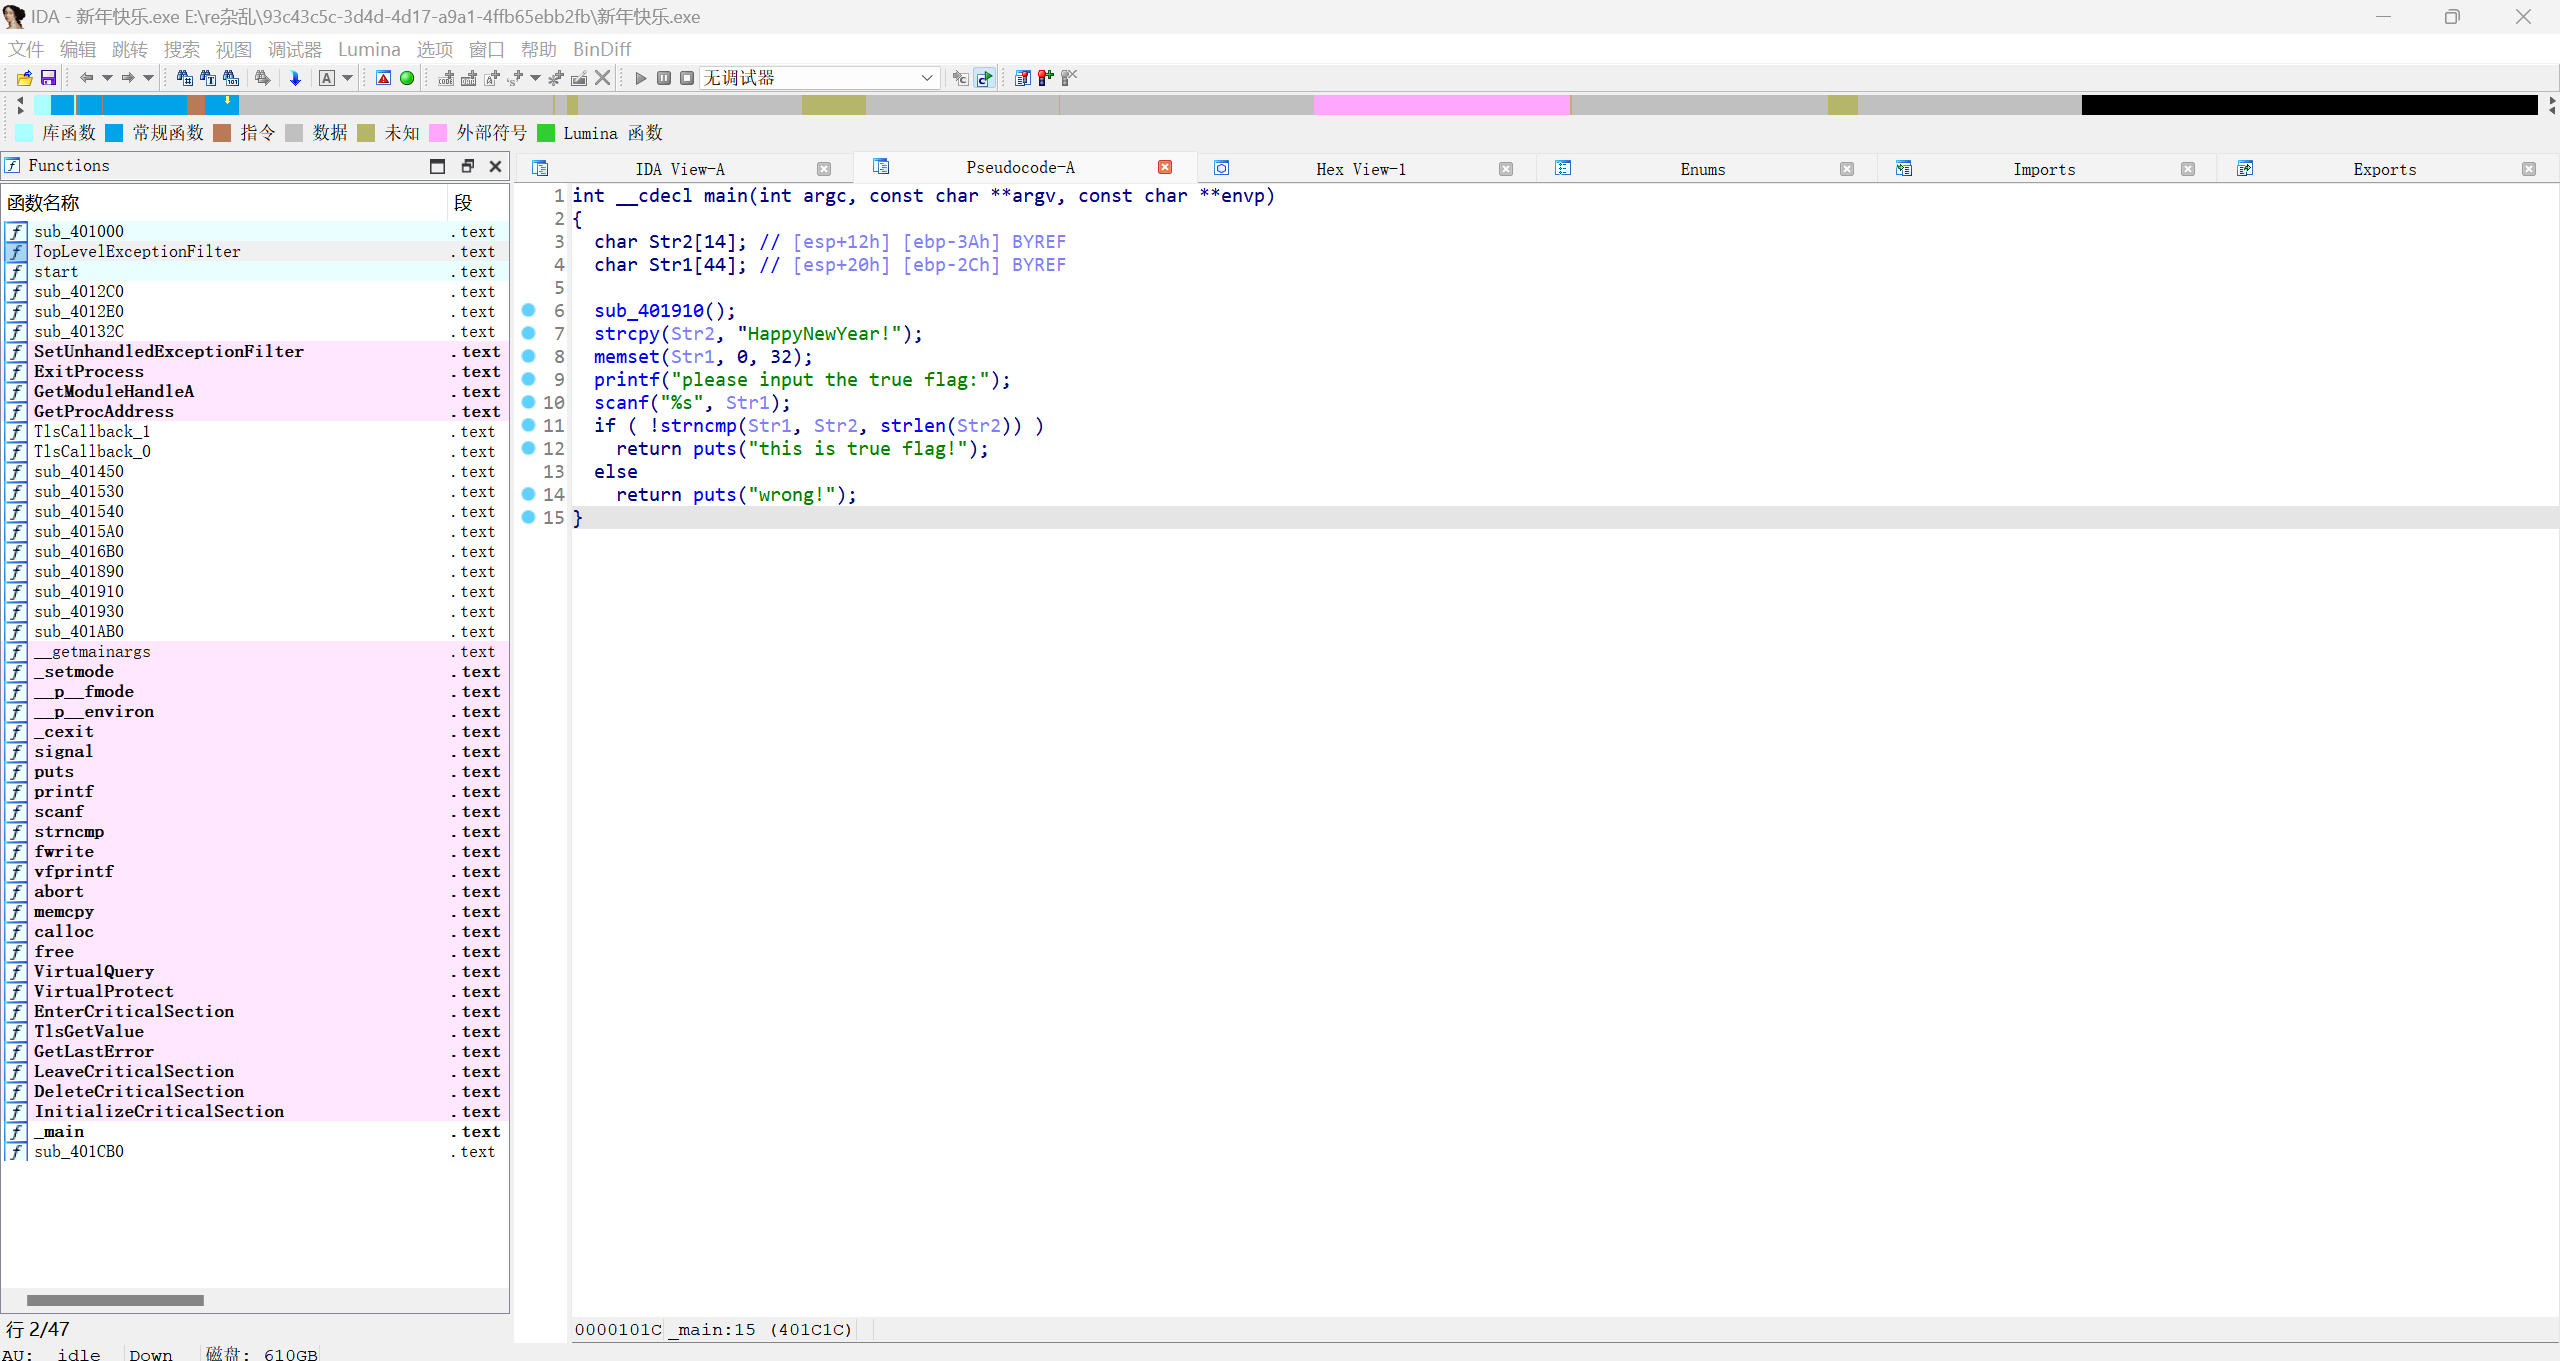 IDA - 新年快乐.exe E:\re杂乱\93c43c5c-3d4d-4d17-a9a1-4ffb65ebb2fb\新年快乐.exe
文件 编辑 跳转 搜索 视图 调试器 Lumina 选项 窗口 帮助 BinDiff
无调试器
库函数 常规函数 指令 数据 未知 外部符号 Lumina 函数
Functions
IDA View-A Pseudocode-A Hex View-1 Enums Imports Exports
函数名称 段
sub_401000 .text
TopLevelExceptionFilter .text
start .text
sub_4012C0 .text
sub_4012E0 .text
sub_40132C .text
SetUnhandledExceptionFilter .text
ExitProcess .text
GetModuleHandleA .text
GetProcAddress .text
TlsCallback_1 .text
TlsCallback_0 .text
sub_401450 .text
sub_401530 .text
sub_401540 .text
sub_4015A0 .text
sub_4016B0 .text
sub_401890 .text
sub_401910 .text
sub_401930 .text
sub_401AB0 .text
__getmainargs .text
_setmode .text
__p__fmode .text
__p__environ .text
_cexit .text
signal .text
puts .text
printf .text
scanf .text
strncmp .text
fwrite .text
vfprintf .text
abort .text
memcpy .text
calloc .text
free .text
VirtualQuery .text
VirtualProtect .text
EnterCriticalSection .text
TlsGetValue .text
GetLastError .text
LeaveCriticalSection .text
DeleteCriticalSection .text
InitializeCriticalSection .text
_main .text
sub_401CB0 .text
行 2/47
1 int __cdecl main(int argc, const char **argv, const char **envp)
2 {
3 char Str2[14]; // [esp+12h] [ebp-3Ah] BYREF
4 char Str1[44]; // [esp+20h] [ebp-2Ch] BYREF
5
6 sub_401910();
7 strcpy(Str2, "HappyNewYear!");
8 memset(Str1, 0, 32);
9 printf("please input the true flag:");
10 scanf("%s", Str1);
11 if ( !strncmp(Str1, Str2, strlen(Str2)) )
12 return puts("this is true flag!");
13 else
14 return puts("wrong!");
15 }
0000101C _main:15 (401C1C)
AU: idle Down 磁盘: 610GB